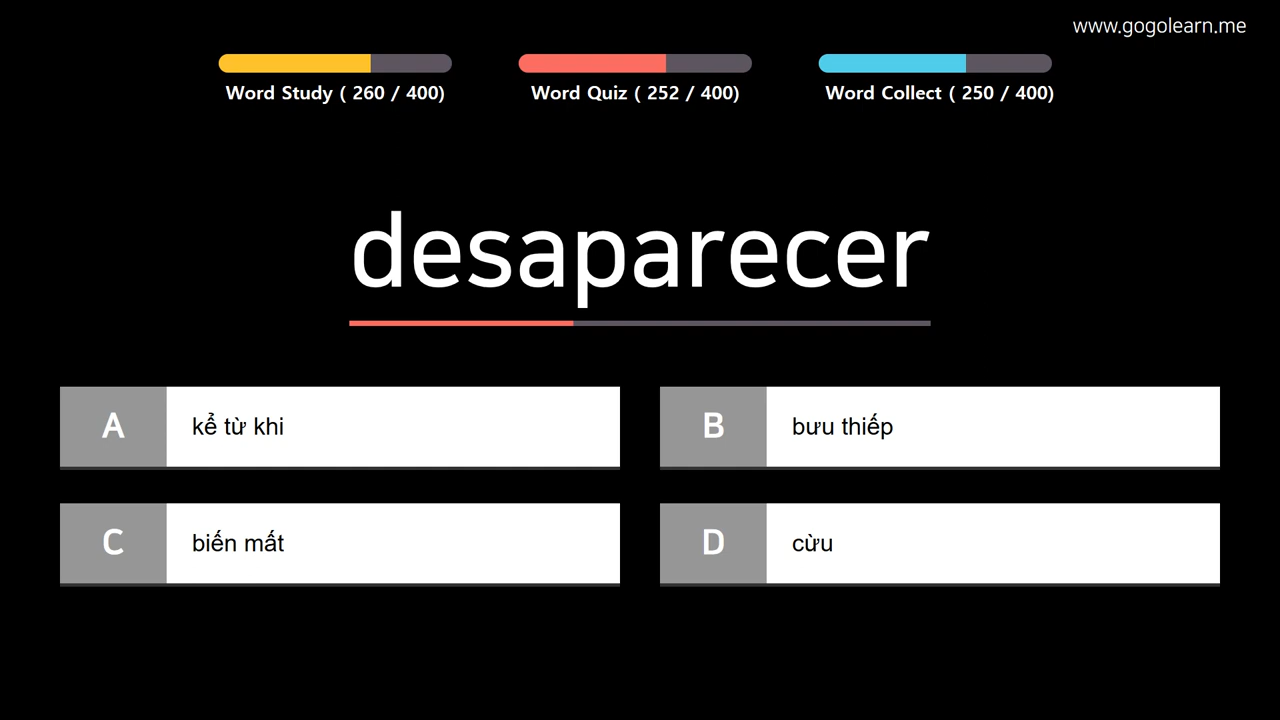 www.gogolearn.me
Word Study ( 260 / 400)
Word Quiz ( 252 / 400)
Word Collect ( 250 / 400)
desaparecer
A kể từ khi
B bưu thiếp
C biến mất
D cừu